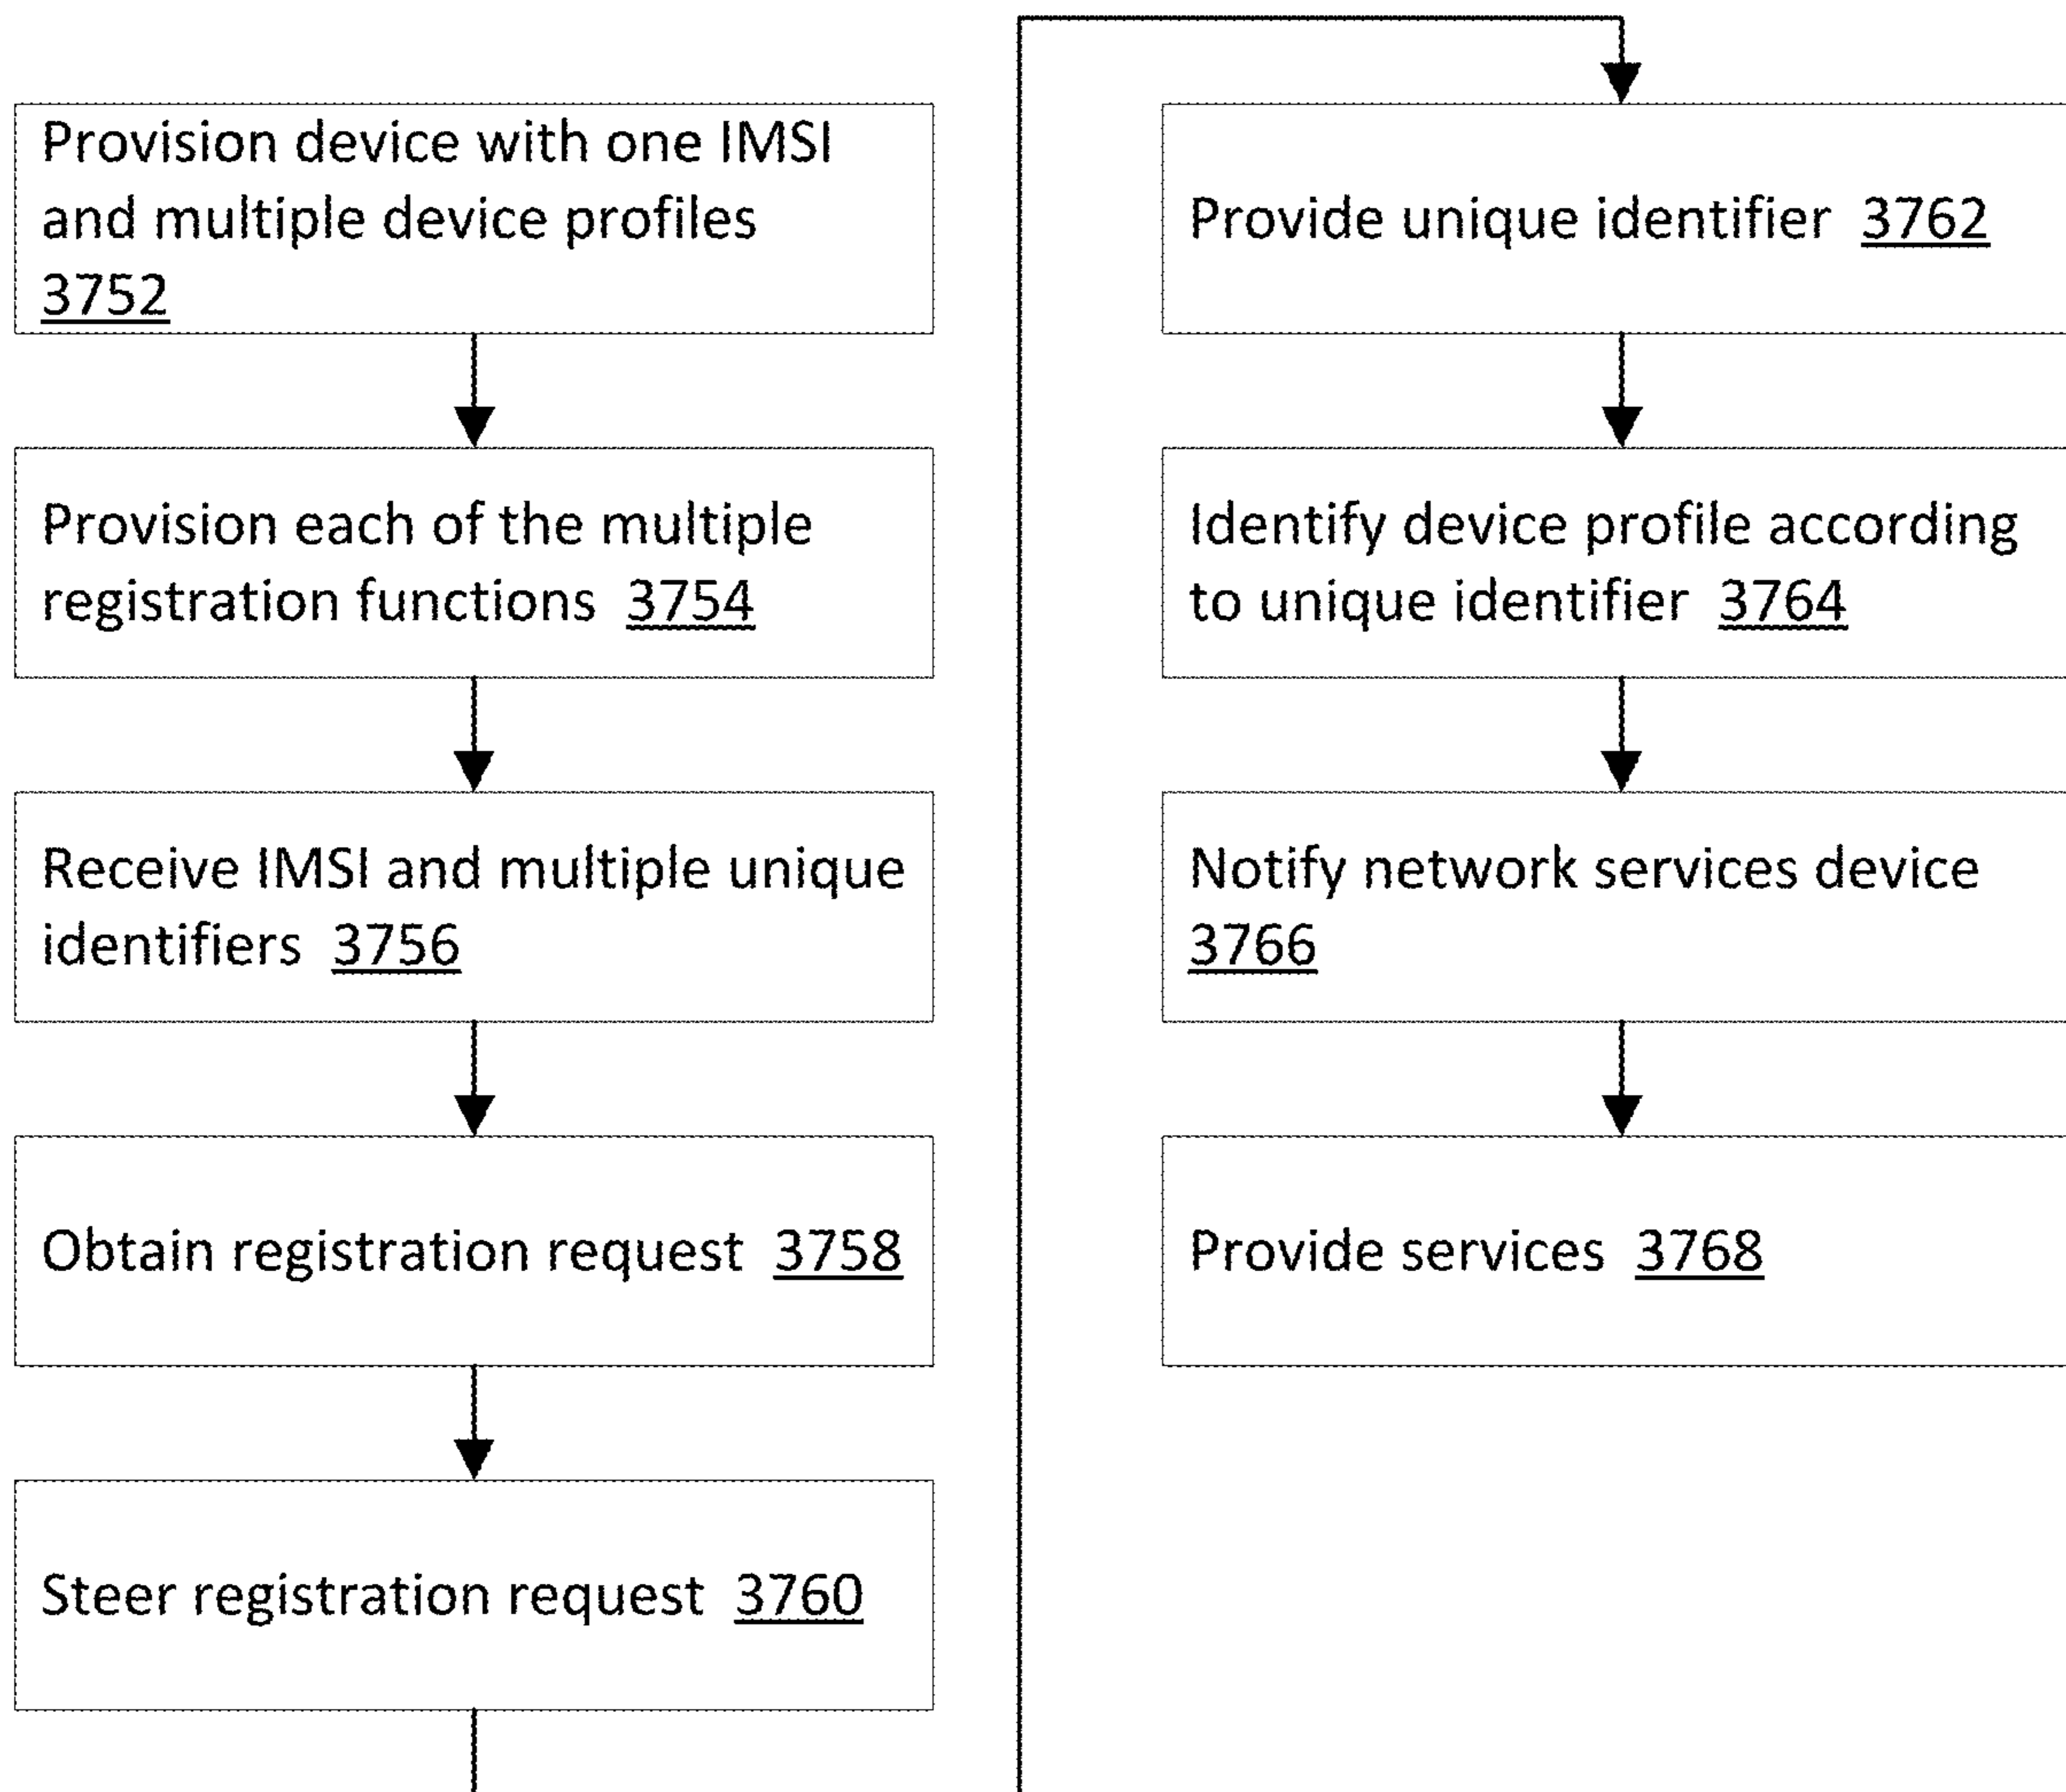 Provision device with one IMSI
and multiple device profiles
3752
Provision each of the multiple
registration functions 3754
Receive IMSI and multiple unique
identifiers 3756
Obtain registration request 3758
Steer registration request 3760
Provide unique identifier 3762
Identify device profile according
to unique identifier 3764
Notify network services device
3766
Provide services 3768